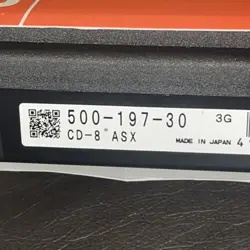 500-197-30 3G
CD-8" ASX MADE IN JAPAN 4